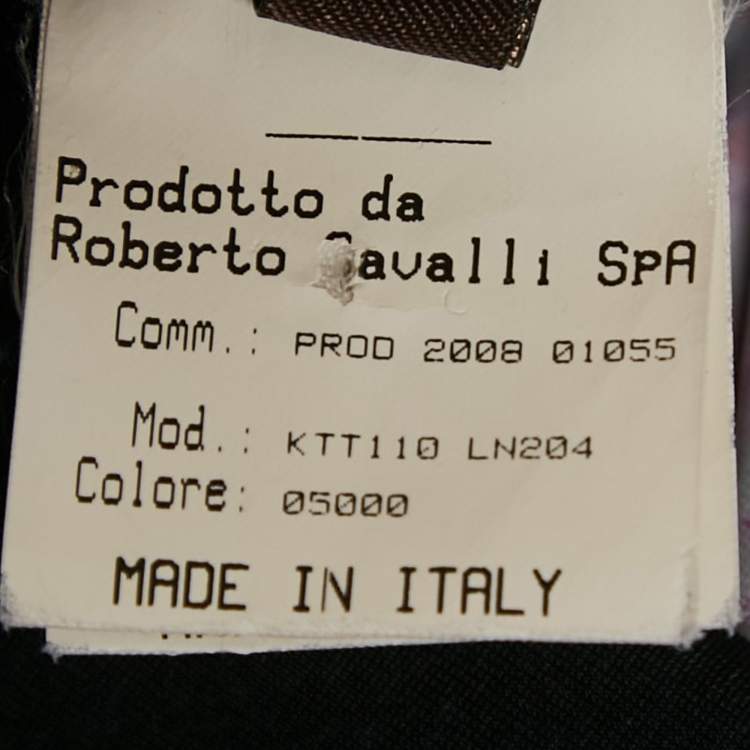 Prodotto da
Roberto Cavalli SpA
Comm.: PROD 2008 01055
Mod.: KTT110 LN204
Colore: 05000
MADE IN ITALY